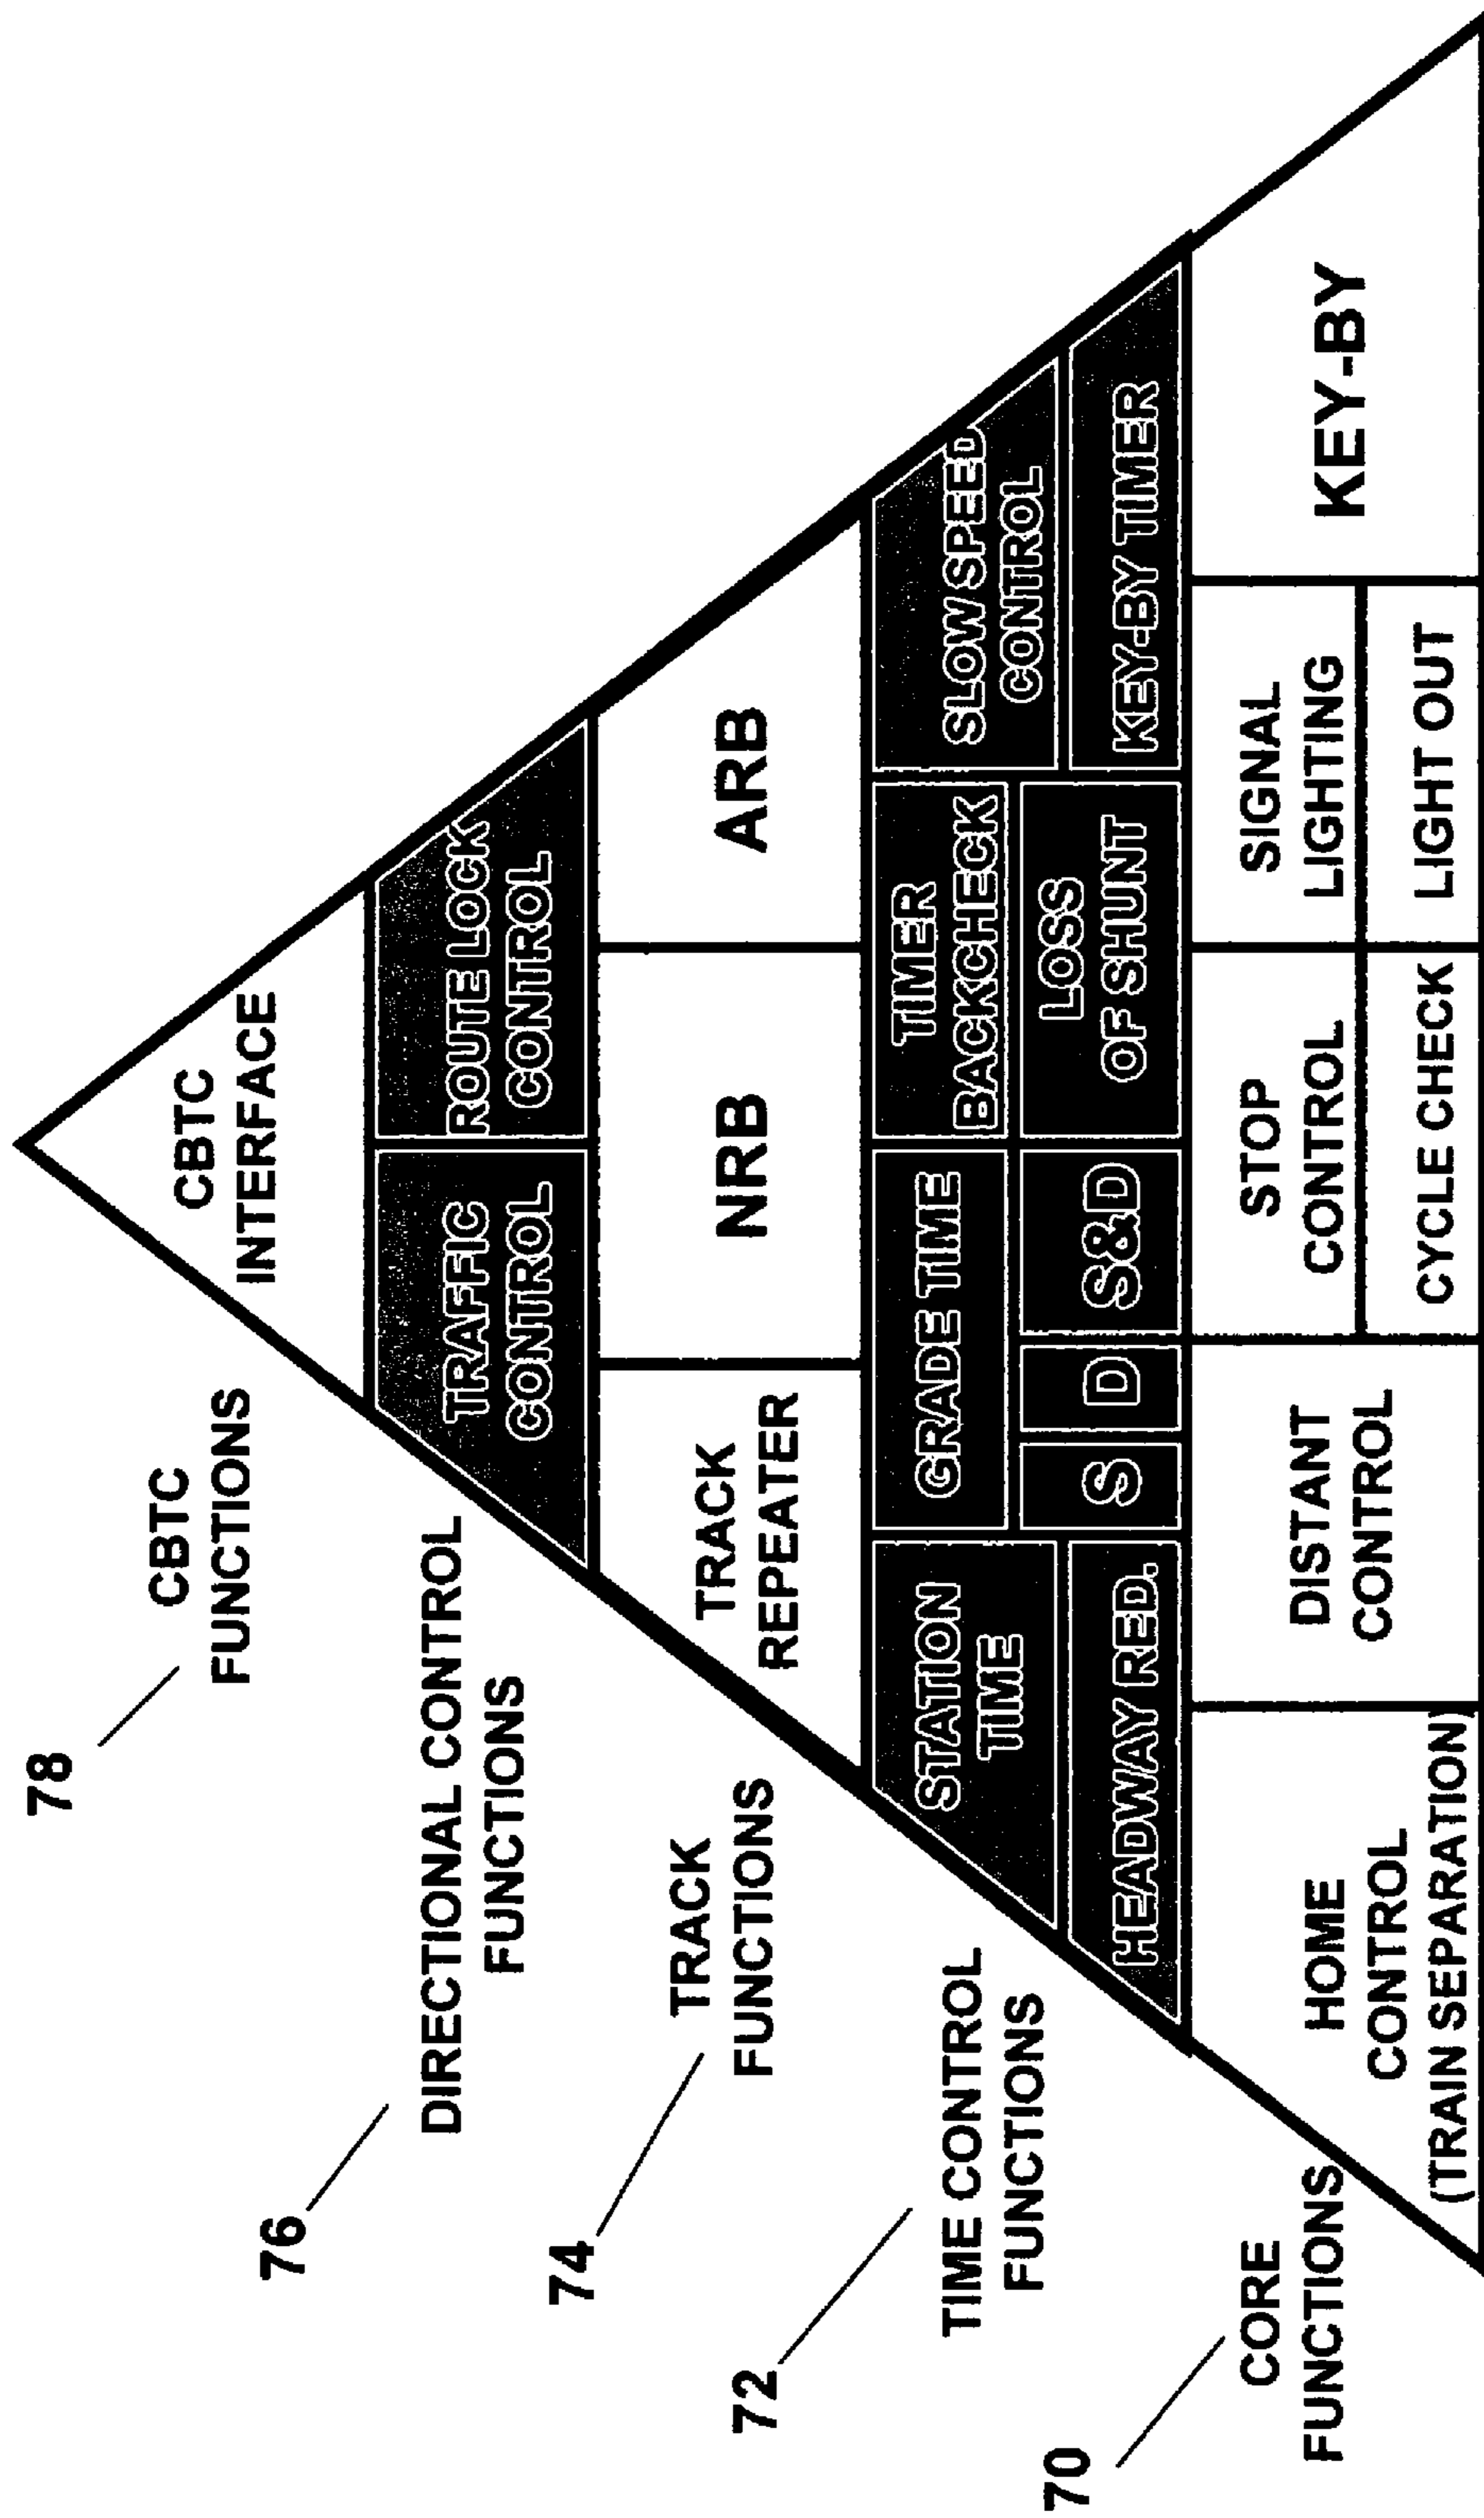 78
CBTC
FUNCTIONS
CBTC
INTERFACE
76
DIRECTIONAL CONTROL
FUNCTIONS
TRAFFIC
CONTROL
ROUTE LOCK
CONTROL
74
TRACK
FUNCTIONS
TRACK
REPEATER
NRB
ARB
72
TIME CONTROL
FUNCTIONS
STATION
TIME
GRADE TIME
TIMER
BACKCHECK
SLOW SPEED
CONTROL
HEADWAY RED.
S
D
S&D
LOSS
OF SHUNT
KEY-BY TIMER
70
CORE
FUNCTIONS
HOME
CONTROL
(TRAIN SEPARATION)
DISTANT
CONTROL
STOP
CONTROL
CYCLE CHECK
SIGNAL
LIGHTING
LIGHT OUT
KEY-BY